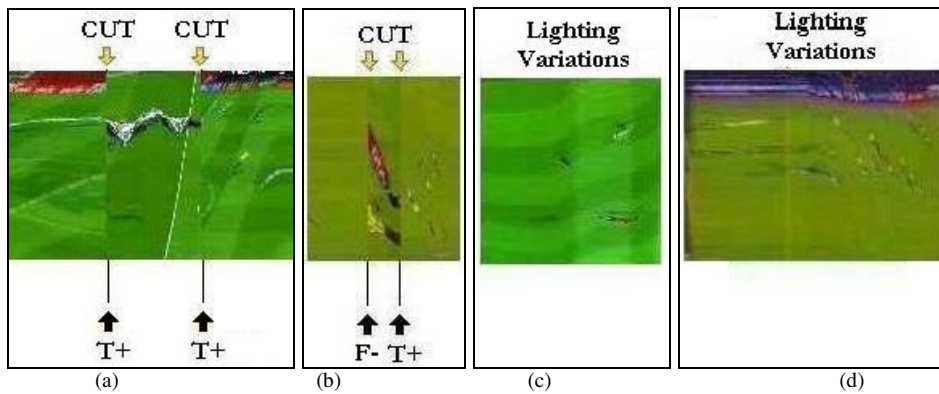 CUT CUT
T+ T+
(a)
CUT
F- T+
(b)
Lighting
Variations
(c)
Lighting
Variations
(d)